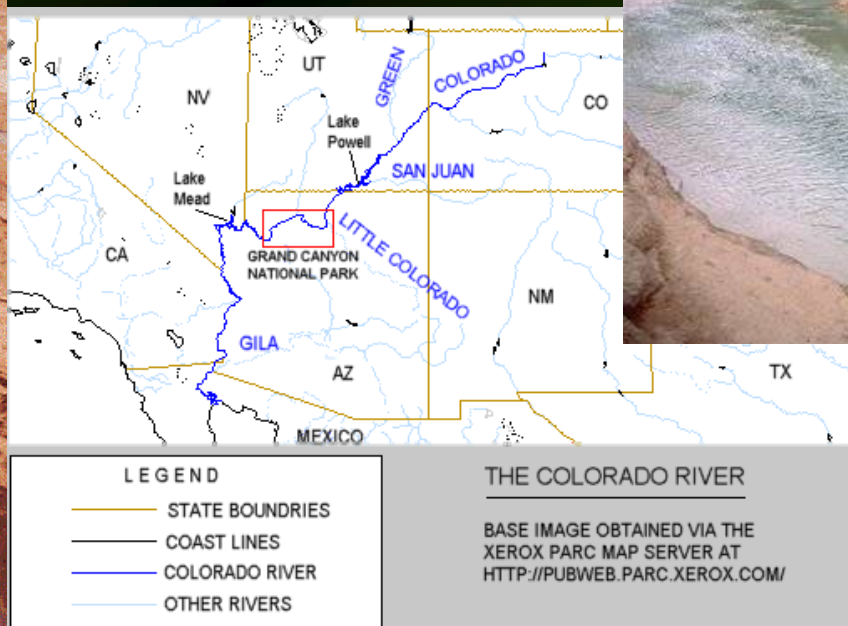 UT
GREEN
COLORADO
NV
CO
Lake
Powell
SAN JUAN
Lake
Mead
LITTLE COLORADO
CA
GRAND CANYON
NATIONAL PARK
NM
GILA
AZ
TX
MEXICO
LEGEND
STATE BOUNDRIES
COAST LINES
COLORADO RIVER
OTHER RIVERS
THE COLORADO RIVER
BASE IMAGE OBTAINED VIA THE
XEROX PARC MAP SERVER AT
HTTP://PUBWEB.PARC.XEROX.COM/